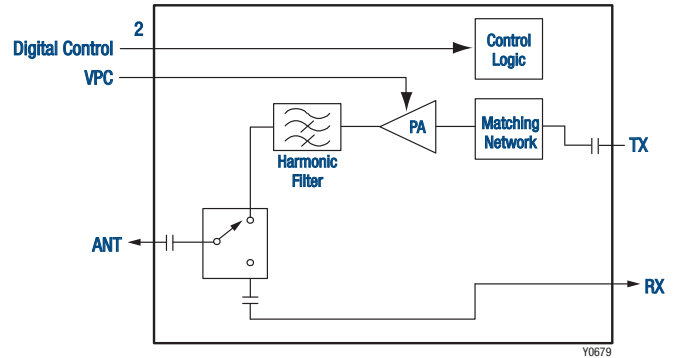 2
Digital Control
Control
Logic
VPC
PA
Matching
Network
TX
Harmonic
Filter
ANT
RX
Y0679